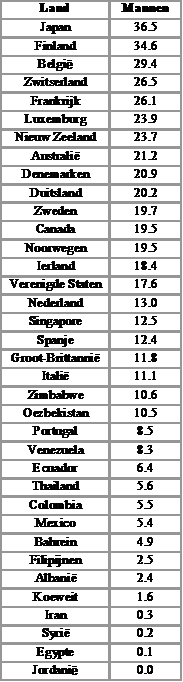 Land Mannen
Japan 36.5
Finland 34.6
België 29.4
Zwitserland 26.5
Frankrijk 26.1
Luxemburg 23.9
Nieuw Zeeland 23.7
Australië 21.2
Denemarken 20.9
Duitsland 20.2
Zweden 19.7
Canada 19.5
Noorwegen 19.5
Ierland 18.4
Verenigde Staten 17.6
Nederland 13.0
Singapore 12.5
Spanje 12.4
Groot-Brittannië 11.8
Italië 11.1
Zimbabwe 10.6
Oezbekistan 10.5
Portugal 8.5
Venezuela 8.3
Ecuador 6.4
Thailand 5.6
Colombia 5.5
Mexico 5.4
Bahrein 4.9
Filipijnen 2.5
Albanië 2.4
Koeweit 1.6
Iran 0.3
Syrië 0.2
Egypte 0.1
Jordanië 0.0